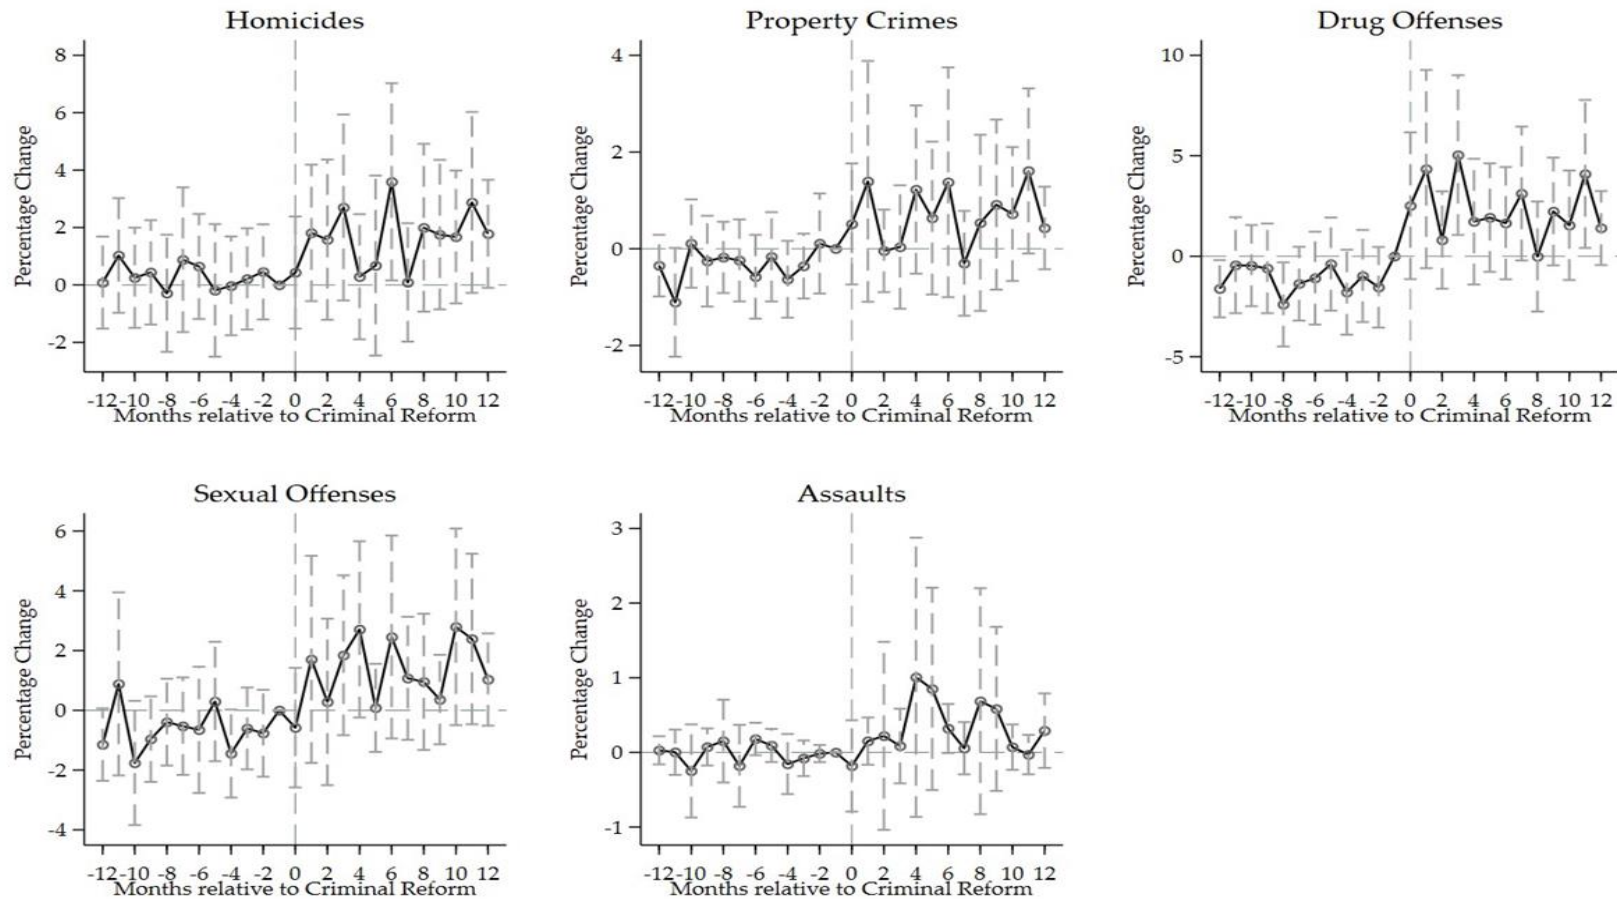 Homicides
Percentage Change
8
6
4
2
0
-2
-12 -10 -8 -6 -4 -2 0 2 4 6 8 10 12
Months relative to Criminal Reform
Property Crimes
Percentage Change
4
2
0
-2
-12 -10 -8 -6 -4 -2 0 2 4 6 8 10 12
Months relative to Criminal Reform
Drug Offenses
Percentage Change
10
5
0
-5
-12 -10 -8 -6 -4 -2 0 2 4 6 8 10 12
Months relative to Criminal Reform
Sexual Offenses
Percentage Change
6
4
2
0
-2
-4
-12 -10 -8 -6 -4 -2 0 2 4 6 8 10 12
Months relative to Criminal Reform
Assaults
Percentage Change
3
2
1
0
-1
-12 -10 -8 -6 -4 -2 0 2 4 6 8 10 12
Months relative to Criminal Reform